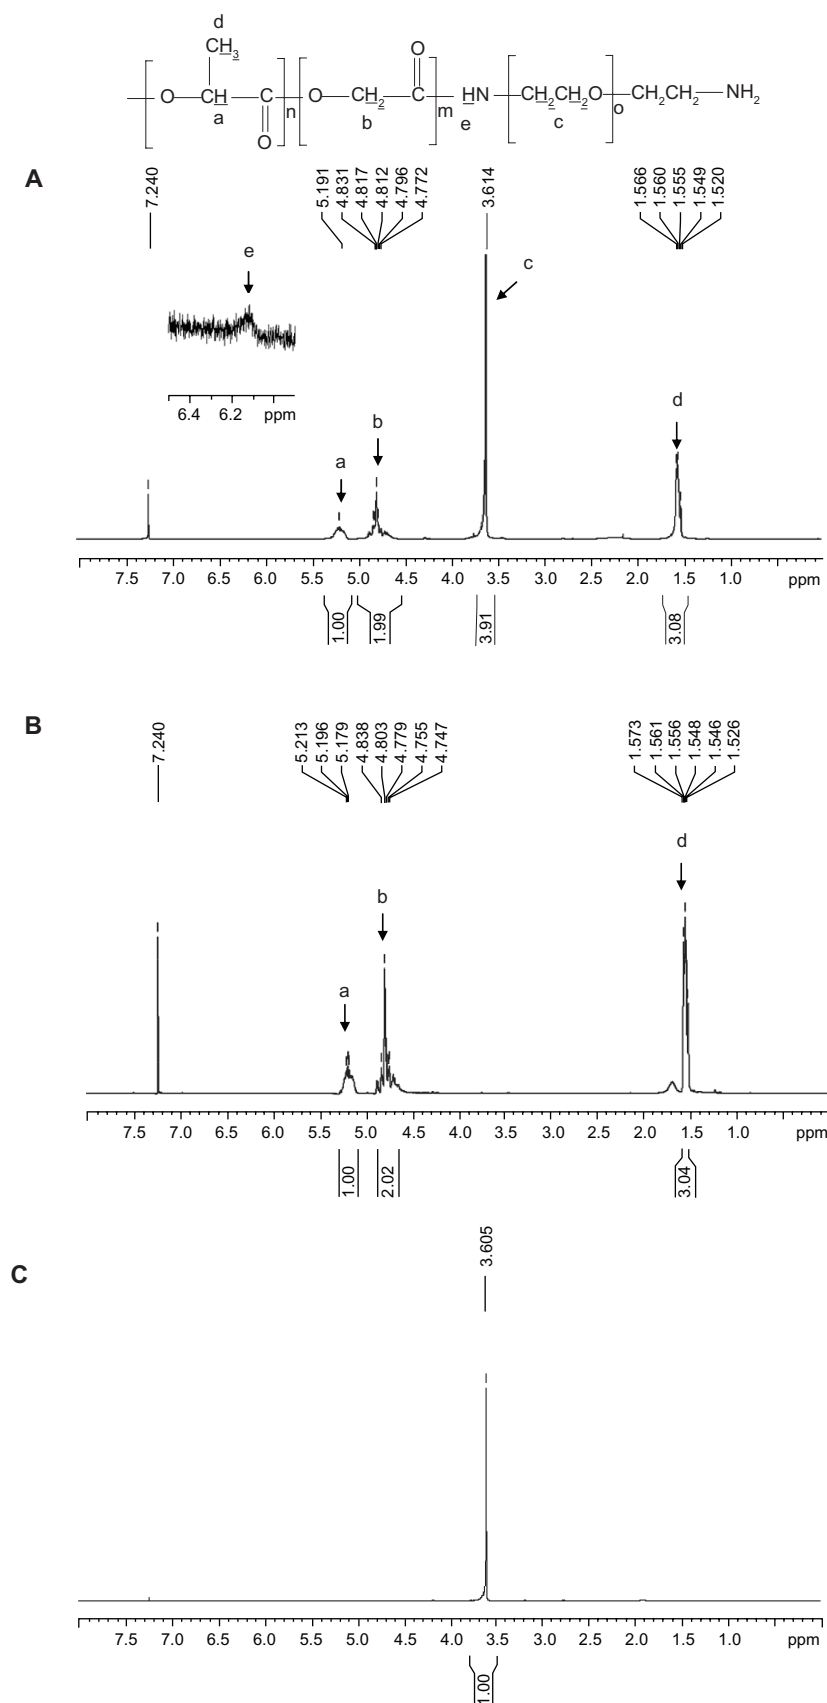 d
CH3
O
O CH C n O CH2 C m HN CH2CH2O o CH2CH2 NH2
a b e c
O
A
7.240 5.191 4.831 4.817 4.812 4.796 4.772 3.614 1.566 1.560 1.555 1.549 1.520
e
c
6.4 6.2 ppm
d
b
a
7.5 7.0 6.5 6.0 5.5 5.0 4.5 4.0 3.5 3.0 2.5 2.0 1.5 1.0 ppm
1.00 1.99 3.91 3.08
B
7.240 5.213 5.196 5.179 4.838 4.803 4.779 4.755 4.747 1.573 1.561 1.556 1.548 1.546 1.526
d
b
a
7.5 7.0 6.5 6.0 5.5 5.0 4.5 4.0 3.5 3.0 2.5 2.0 1.5 1.0 ppm
1.00 2.02 3.04
C
3.605
7.5 7.0 6.5 6.0 5.5 5.0 4.5 4.0 3.5 3.0 2.5 2.0 1.5 1.0 ppm
1.00